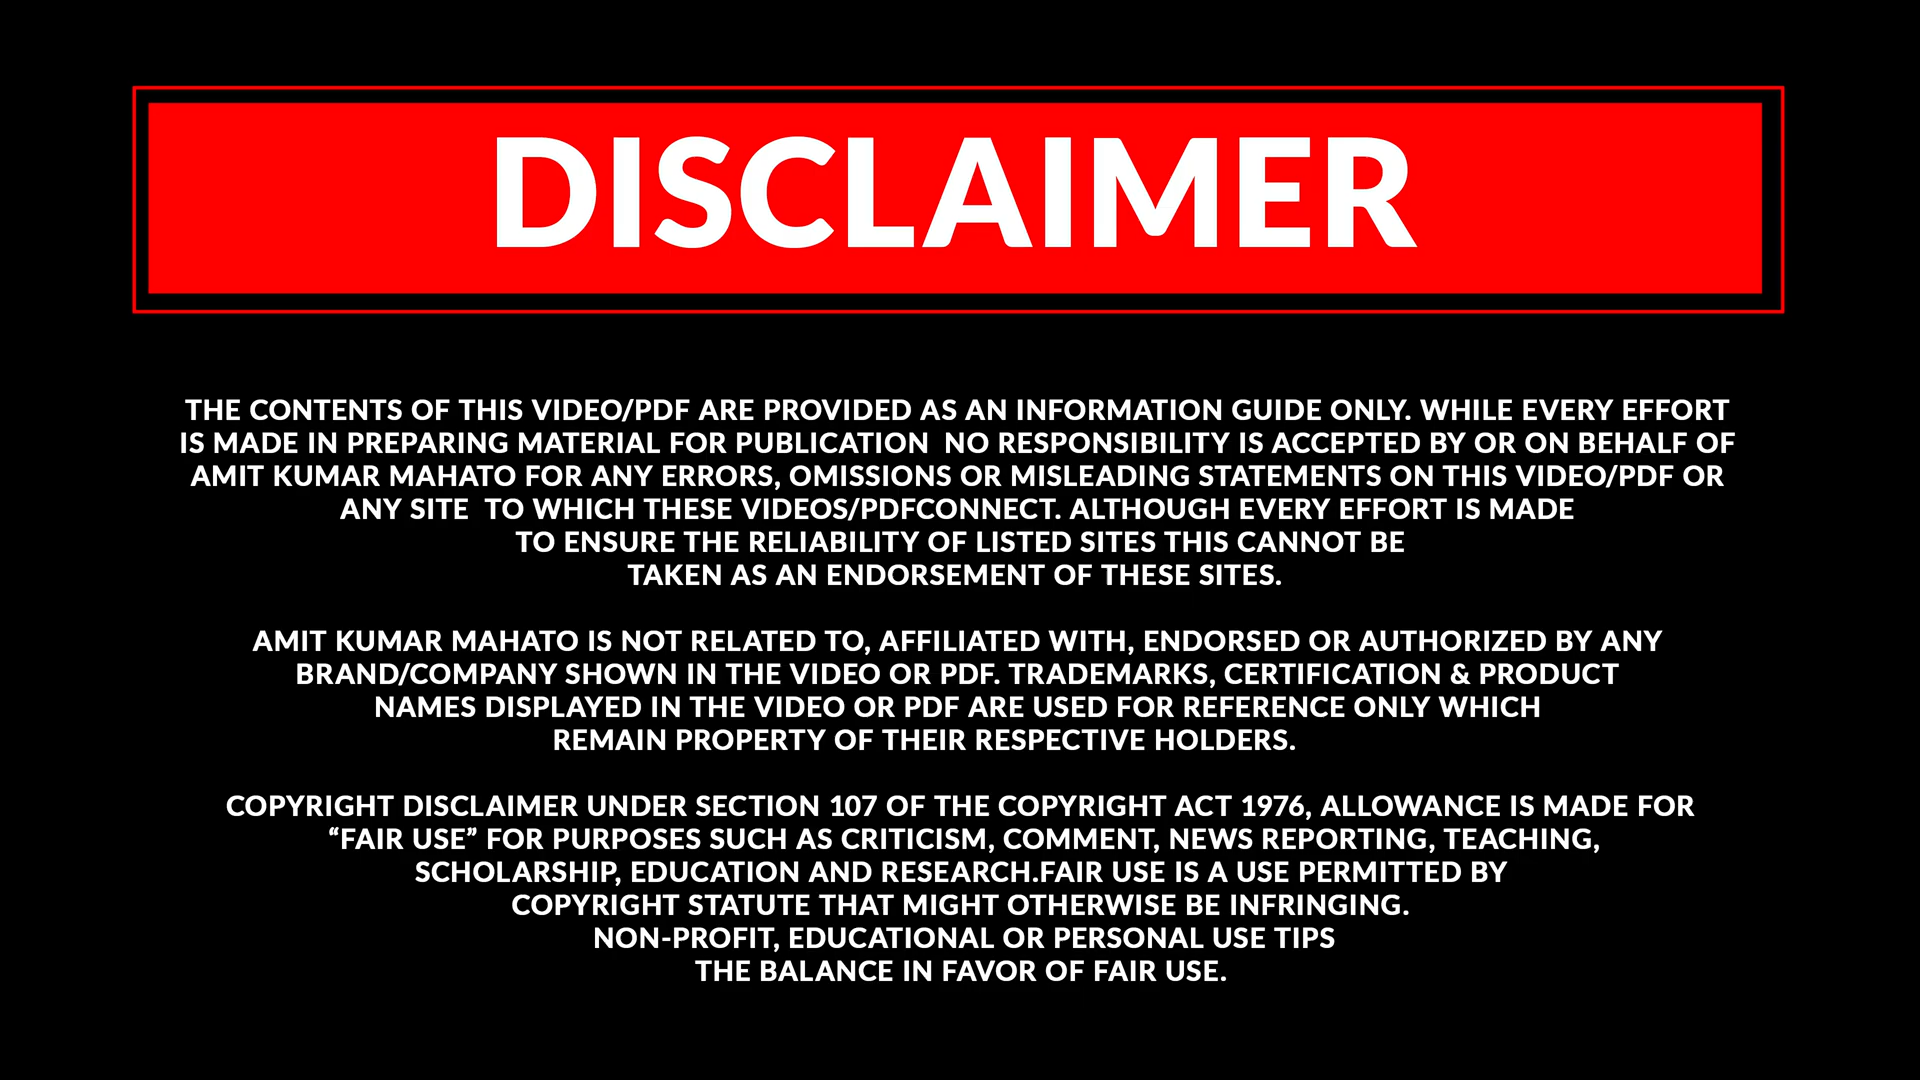 DISCLAIMER
THE CONTENTS OF THIS VIDEO/PDF ARE PROVIDED AS AN INFORMATION GUIDE ONLY. WHILE EVERY EFFORT
IS MADE IN PREPARING MATERIAL FOR PUBLICATION  NO RESPONSIBILITY IS ACCEPTED BY OR ON BEHALF OF
AMIT KUMAR MAHATO FOR ANY ERRORS, OMISSIONS OR MISLEADING STATEMENTS ON THIS VIDEO/PDF OR
ANY SITE  TO WHICH THESE VIDEOS/PDFCONNECT. ALTHOUGH EVERY EFFORT IS MADE
TO ENSURE THE RELIABILITY OF LISTED SITES THIS CANNOT BE
TAKEN AS AN ENDORSEMENT OF THESE SITES.
AMIT KUMAR MAHATO IS NOT RELATED TO, AFFILIATED WITH, ENDORSED OR AUTHORIZED BY ANY
BRAND/COMPANY SHOWN IN THE VIDEO OR PDF. TRADEMARKS, CERTIFICATION & PRODUCT
NAMES DISPLAYED IN THE VIDEO OR PDF ARE USED FOR REFERENCE ONLY WHICH
REMAIN PROPERTY OF THEIR RESPECTIVE HOLDERS.
COPYRIGHT DISCLAIMER UNDER SECTION 107 OF THE COPYRIGHT ACT 1976, ALLOWANCE IS MADE FOR
“FAIR USE” FOR PURPOSES SUCH AS CRITICISM, COMMENT, NEWS REPORTING, TEACHING,
SCHOLARSHIP, EDUCATION AND RESEARCH.FAIR USE IS A USE PERMITTED BY
COPYRIGHT STATUTE THAT MIGHT OTHERWISE BE INFRINGING.
NON-PROFIT, EDUCATIONAL OR PERSONAL USE TIPS
THE BALANCE IN FAVOR OF FAIR USE.